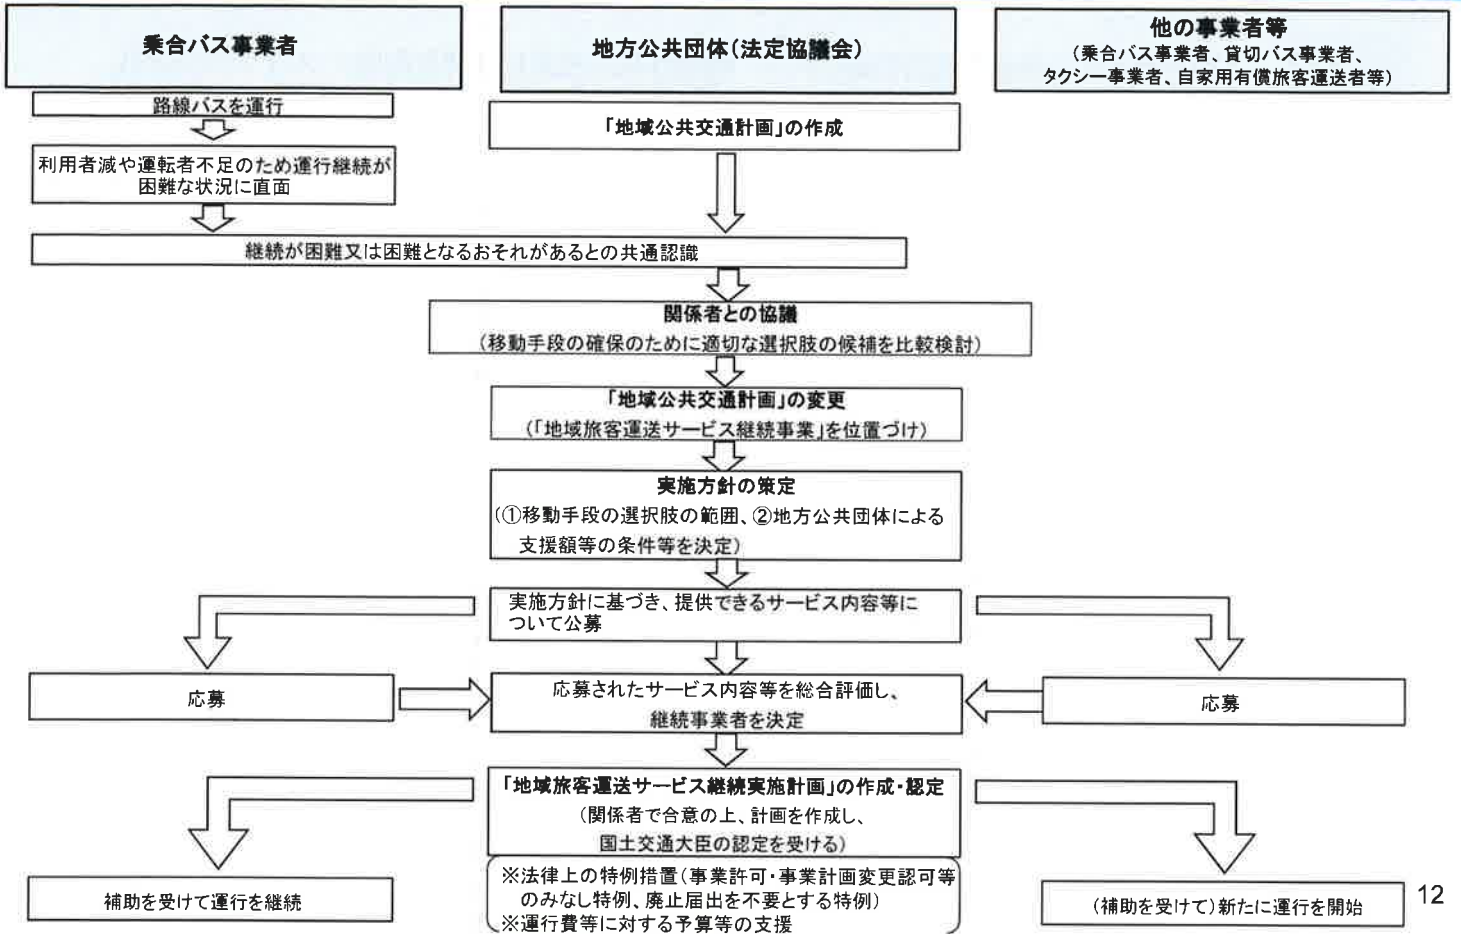 乗合バス事業者
地方公共団体(法定協議会)
他の事業者等
(乗合バス事業者、貸切バス事業者、
タクシー事業者、自家用有償旅客運送者等)
路線バスを運行
「地域公共交通計画」の作成
利用者減や運転者不足のため運行継続が
困難な状況に直面
継続が困難又は困難となるおそれがあるとの共通認識
関係者との協議
(移動手段の確保のために適切な選択肢の候補を比較検討)
「地域公共交通計画」の変更
(「地域旅客運送サービス継続事業」を位置づけ)
実施方針の策定
(①移動手段の選択肢の範囲、②地方公共団体による
支援額等の条件等を決定)
実施方針に基づき、提供できるサービス内容等に
ついて公募
応募
応募されたサービス内容等を総合評価し、
継続事業者を決定
応募
「地域旅客運送サービス継続実施計画」の作成・認定
(関係者で合意の上、計画を作成し、
国土交通大臣の認定を受ける)
※法律上の特例措置(事業許可・事業計画変更認可等
のみなし特例、廃止届出を不要とする特例)
※運行費等に対する予算等の支援
補助を受けて運行を継続
(補助を受けて)新たに運行を開始
12